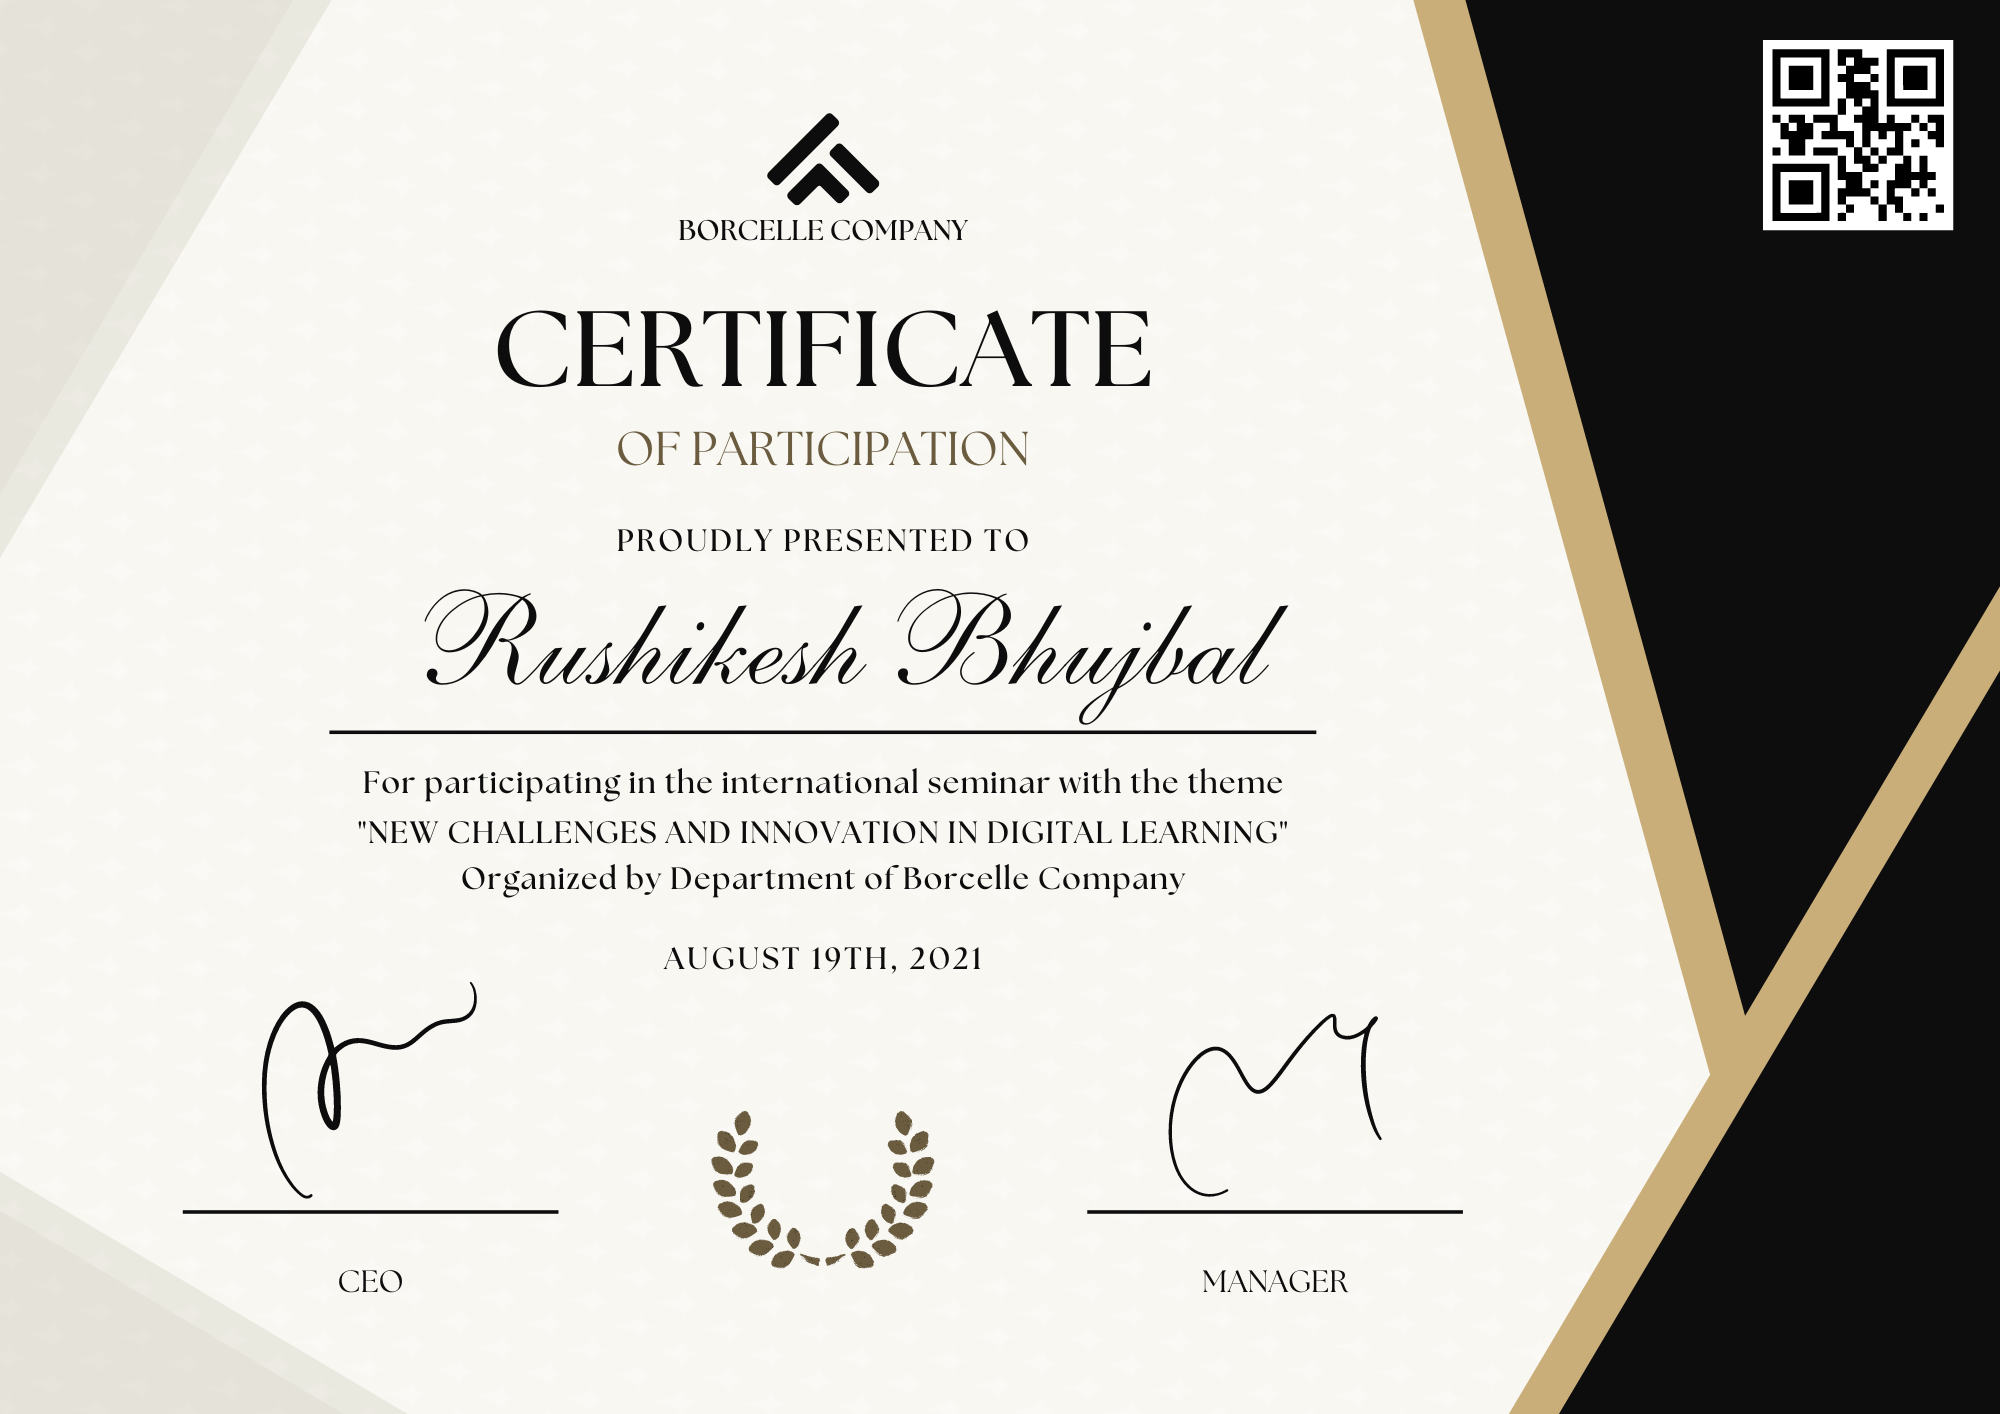 BORCELLE COMPANY
CERTIFICATE
OF PARTICIPATION
PROUDLY PRESENTED TO
Rushikesh Bhujbal
For participating in the international seminar with the theme
"NEW CHALLENGES AND INNOVATION IN DIGITAL LEARNING"
Organized by Department of Borcelle Company
AUGUST 19TH, 2021
CEO
MANAGER